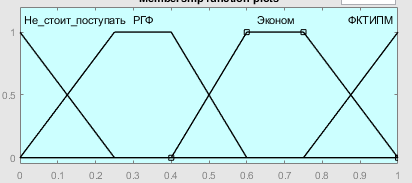 Membership function plots
Не_стоит_поступать РГФ Эконом ФКТИПМ
1
0.5
0
0 0.1 0.2 0.3 0.4 0.5 0.6 0.7 0.8 0.9 1